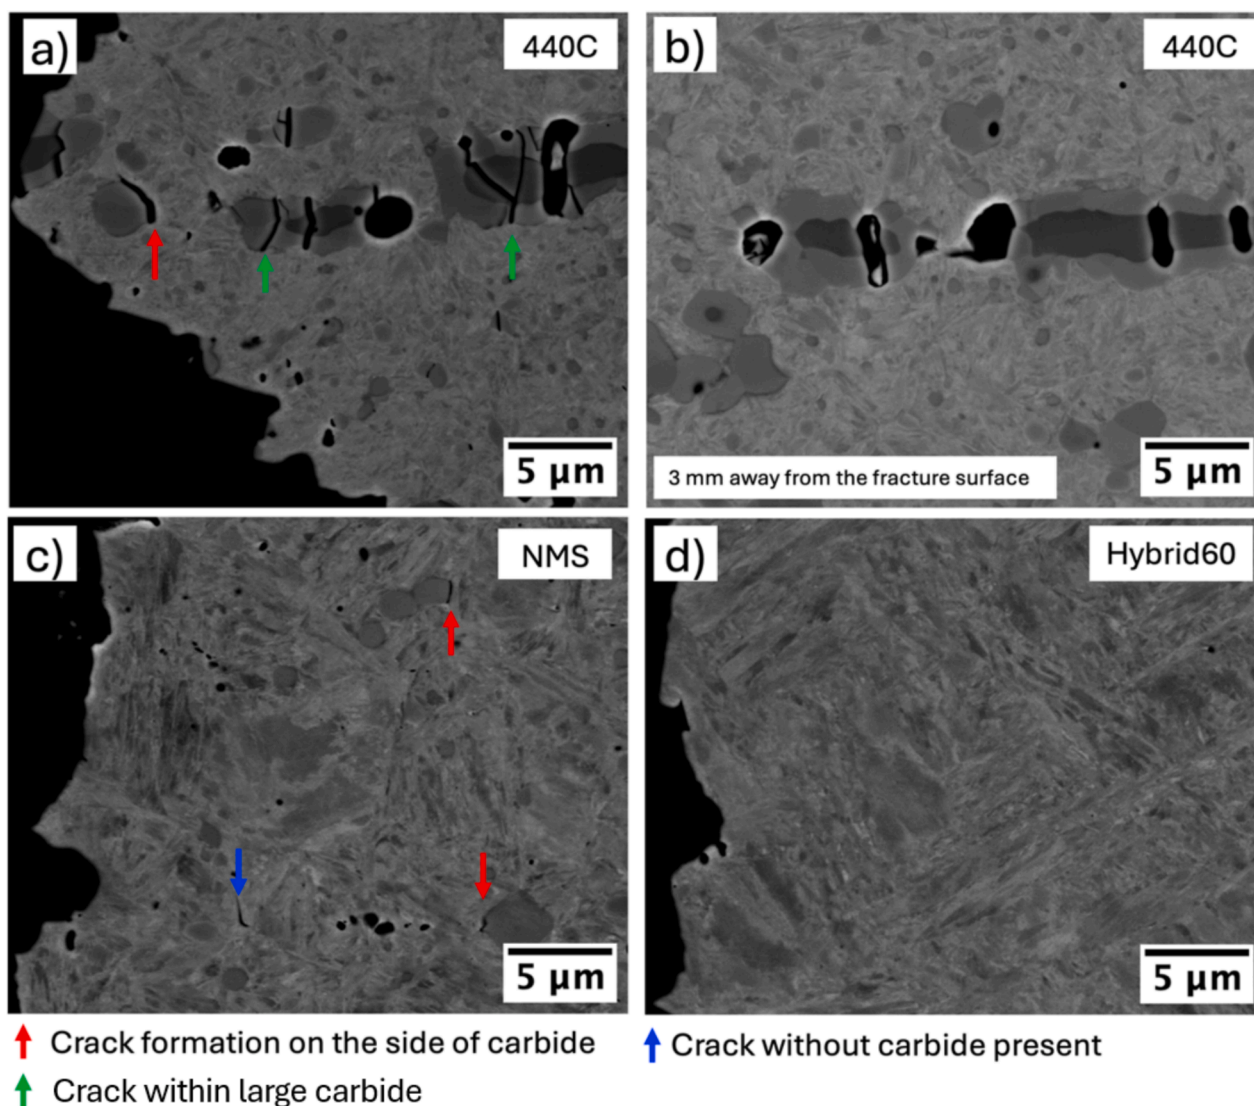 a)
440C
5 μm
b)
440C
3 mm away from the fracture surface
5 μm
c)
NMS
5 μm
d)
Hybrid60
5 μm
Crack formation on the side of carbide
Crack without carbide present
Crack within large carbide